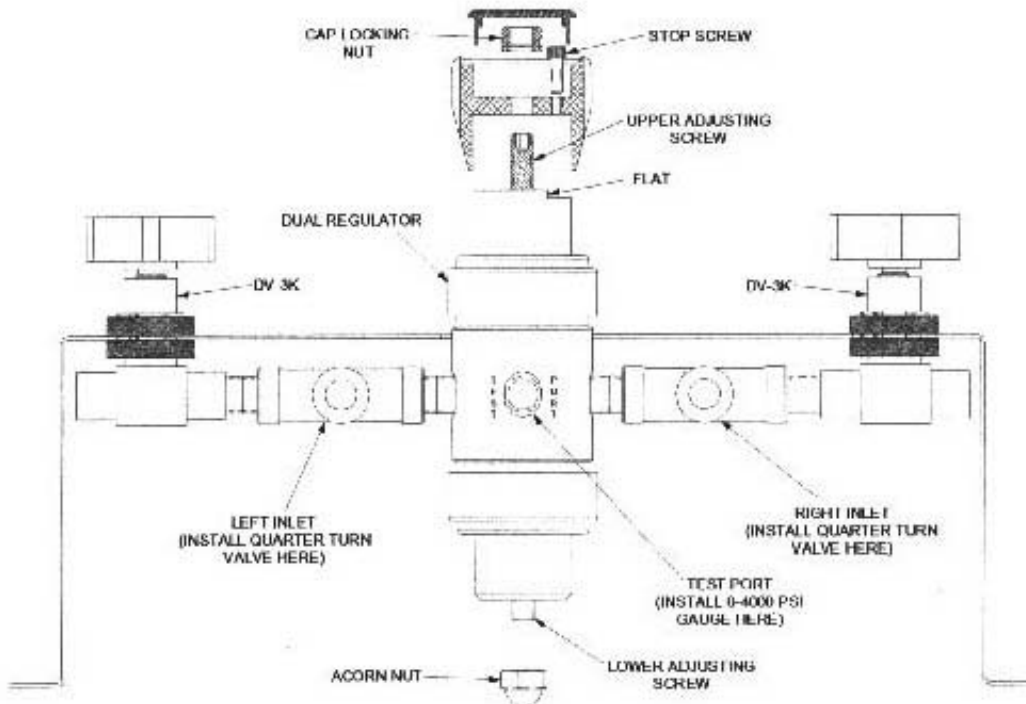 CAP LOCKING
NUT
STOP SCREW
UPPER ADJUSTING
SCREW
FLAT
DUAL REGULATOR
DV-3K
DV-3K
TEST
PORT
LEFT INLET
(INSTALL QUARTER TURN
VALVE HERE)
RIGHT INLET
(INSTALL QUARTER TURN
VALVE HERE)
TEST PORT
(INSTALL 0-4000 PSI
GAUGE HERE)
LOWER ADJUSTING
SCREW
ACORN NUT